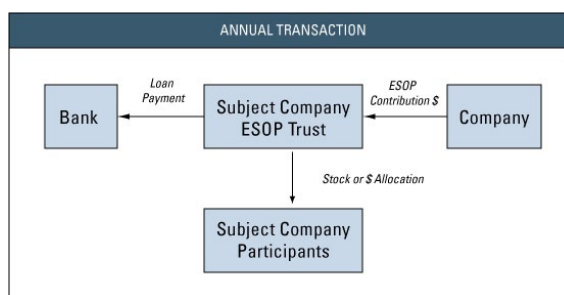 ANNUAL TRANSACTION
Loan
Payment
ESOP
Contribution $
Bank
Subject Company
ESOP Trust
Company
Stock or $ Allocation
Subject Company
Participants